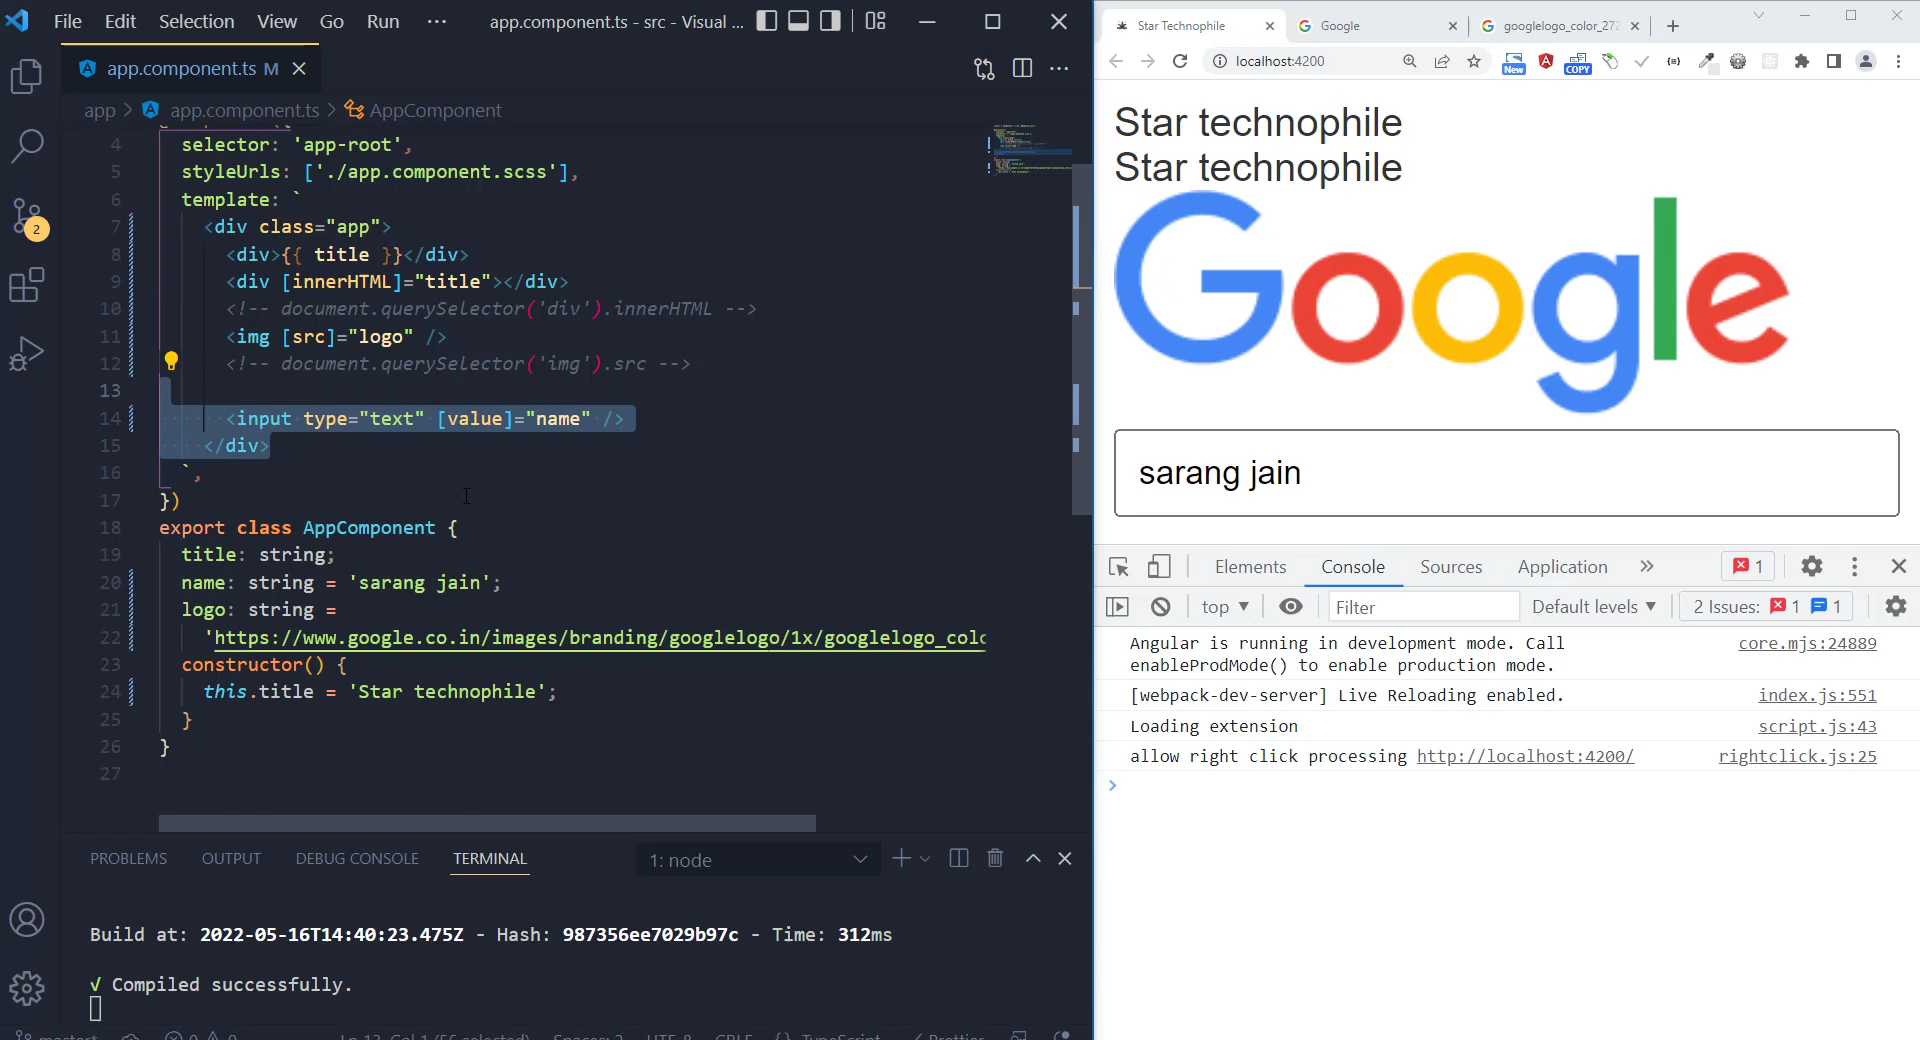 File Edit Selection View Go Run ··· app.component.ts - src - Visual ...
app.component.ts M
app > app.component.ts > AppComponent
4 selector: 'app-root',
5 styleUrls: ['./app.component.scss'],
6 template: `
7 <div class="app">
8 <div>{{ title }}</div>
9 <div [innerHTML]="title"></div>
10 <!-- document.querySelector('div').innerHTML -->
11 <img [src]="logo" />
12 <!-- document.querySelector('img').src -->
13
14 <input type="text" [value]="name" />
15 </div>
16 `,
17 })
18 export class AppComponent {
19 title: string;
20 name: string = 'sarang jain';
21 logo: string =
22 'https://www.google.co.in/images/branding/googlelogo/1x/googlelogo_colo
23 constructor() {
24 this.title = 'Star technophile';
25 }
26 }
27
2
PROBLEMS OUTPUT DEBUG CONSOLE TERMINAL 1: node
Build at: 2022-05-16T14:40:23.475Z - Hash: 987356ee7029b97c - Time: 312ms
√ Compiled successfully.
Star Technophile Google googlelogo_color_272
localhost:4200 New COPY
Star technophile
Star technophile
Google
sarang jain
Elements Console Sources Application 1
top Filter Default levels 2 Issues: 1 1
Angular is running in development mode. Call core.mjs:24889
enableProdMode() to enable production mode.
[webpack-dev-server] Live Reloading enabled. index.js:551
Loading extension script.js:43
allow right click processing http://localhost:4200/ rightclick.js:25